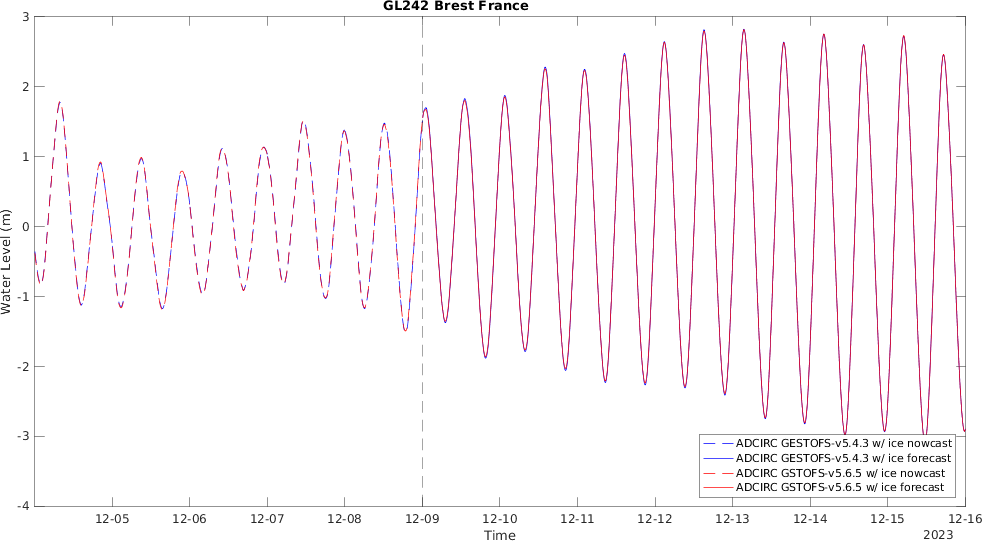 GL242 Brest France
3
2
1
0
-1
-2
-3
-4
Water Level (m)
ADCIRC GESTOFS-v5.4.3 w/ ice nowcast
ADCIRC GESTOFS-v5.4.3 w/ ice forecast
ADCIRC GSTOFS-v5.6.5 w/ ice nowcast
ADCIRC GSTOFS-v5.6.5 w/ ice forecast
12-05 12-06 12-07 12-08 12-09 12-10 12-11 12-12 12-13 12-14 12-15 12-16
Time
2023